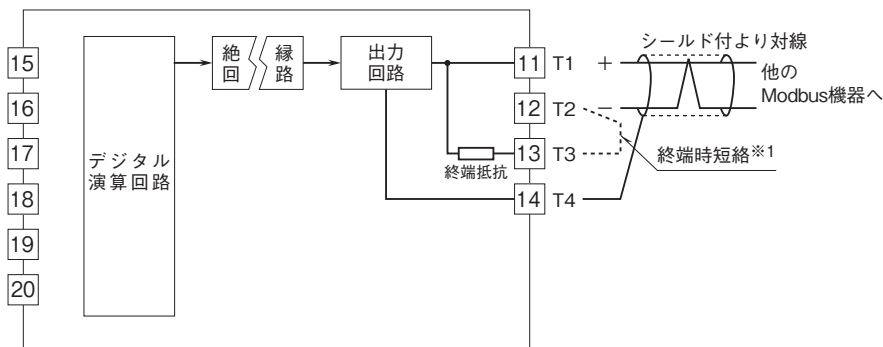 15
16
17
18
19
20
デジタル
演算回路
絶
回
縁
路
出力
回路
終端抵抗
11 T1 +
12 T2 −
13 T3
14 T4
シールド付より対線
他の
Modbus機器へ
終端時短絡※1